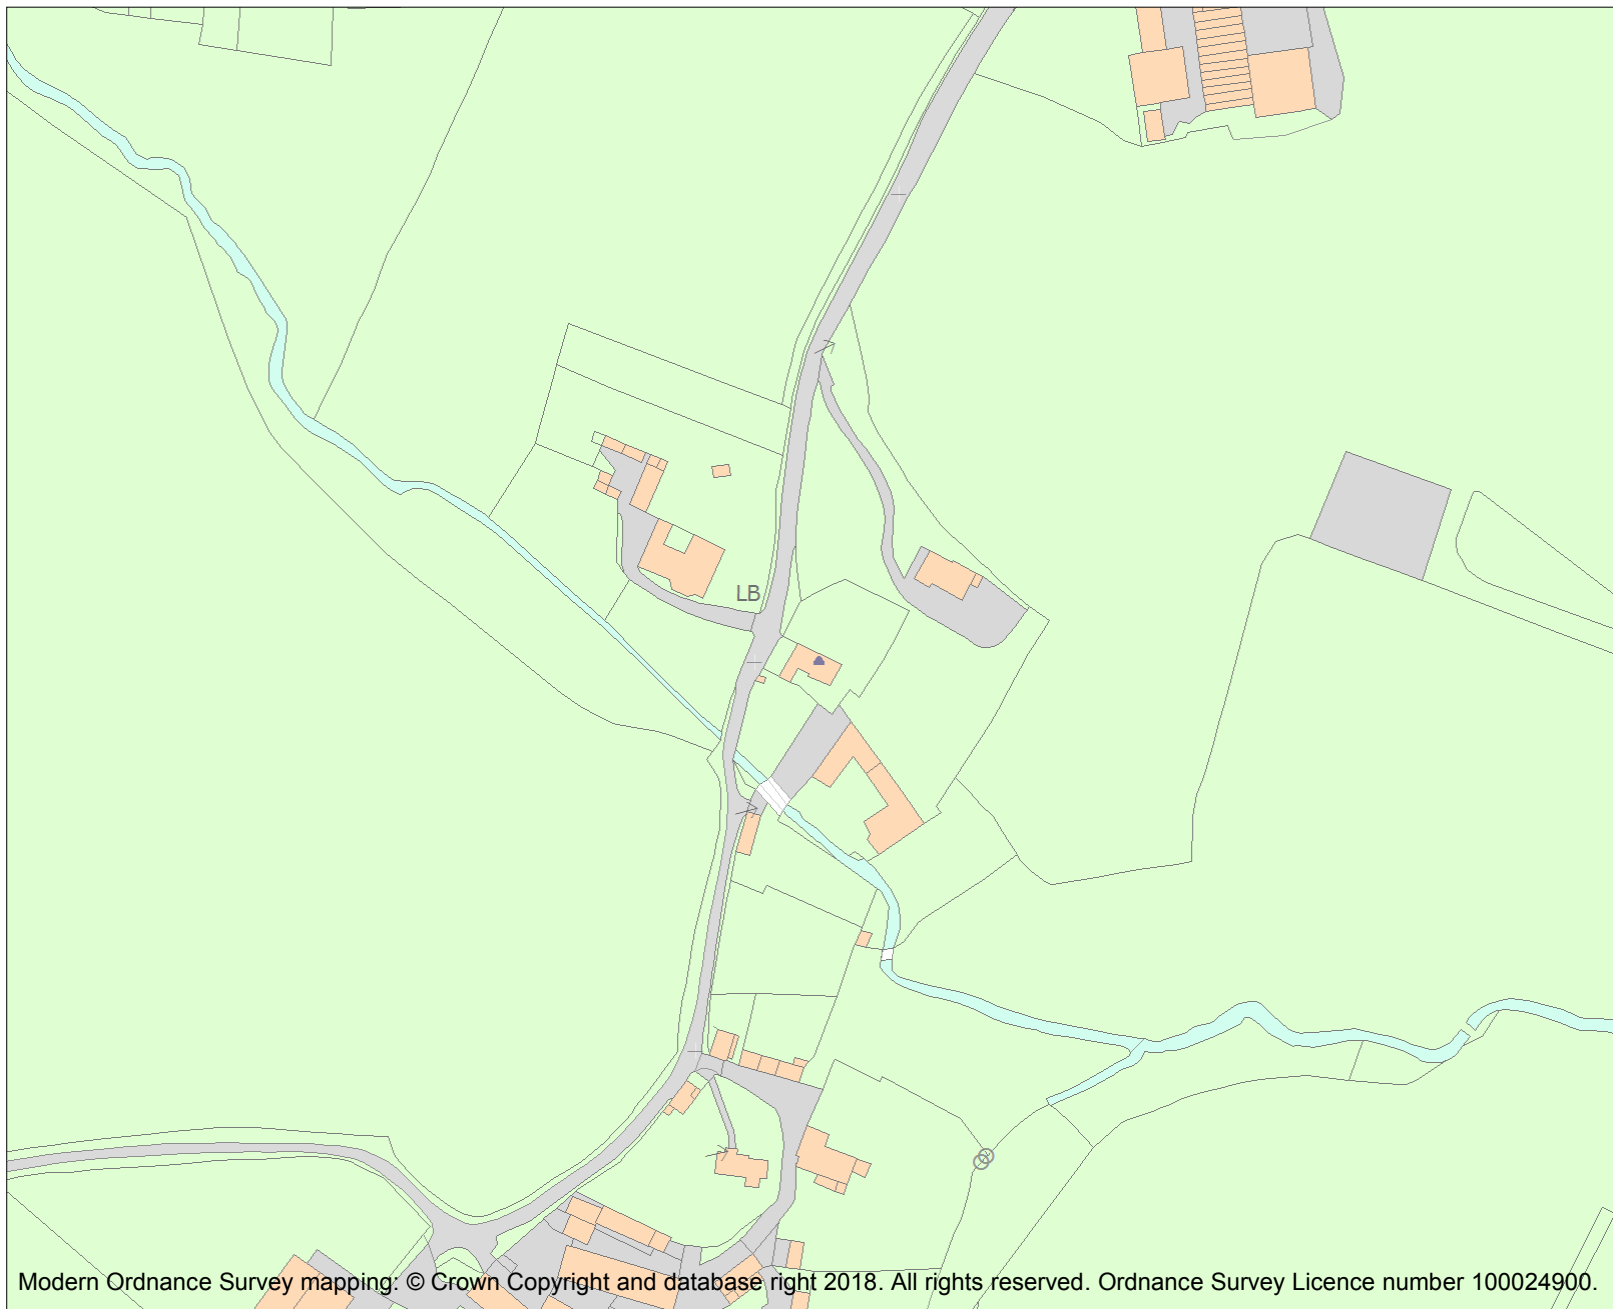 LB
Modern Ordnance Survey mapping: © Crown Copyright and database right 2018. All rights reserved. Ordnance Survey Licence number 100024900.